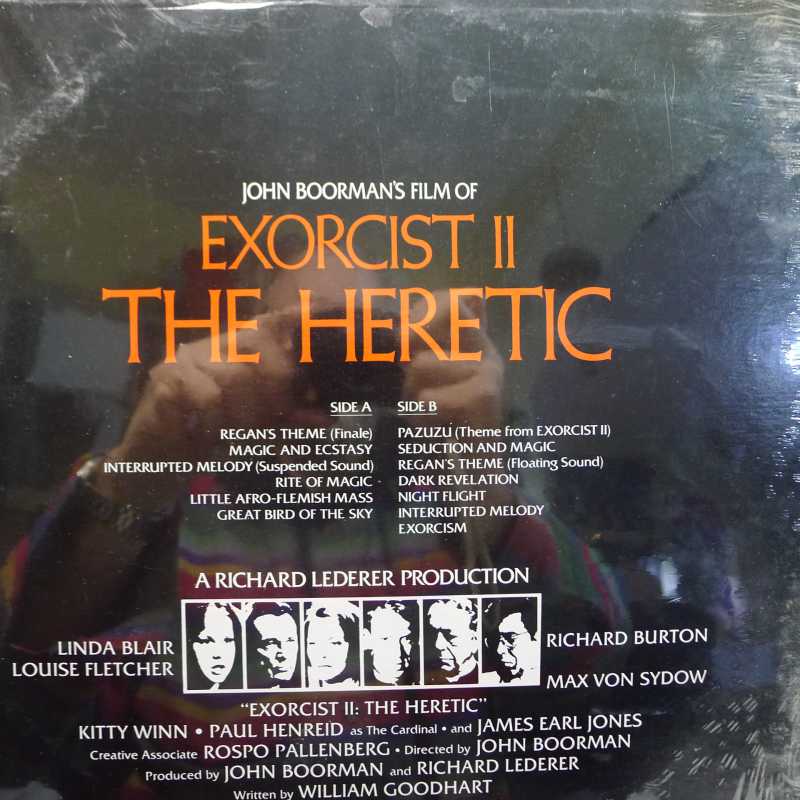 JOHN BOORMAN'S FILM OF
EXORCIST II
THE HERETIC
SIDE A
REGAN'S THEME (Finale)
MAGIC AND ECSTASY
INTERRUPTED MELODY (Suspended Sound)
RITE OF MAGIC
LITTLE AFRO-FLEMISH MASS
GREAT BIRD OF THE SKY
SIDE B
PAZUZU (Theme from EXORCIST II)
SEDUCTION AND MAGIC
REGAN'S THEME (Floating Sound)
DARK REVELATION
NIGHT FLIGHT
INTERRUPTED MELODY
EXORCISM
A RICHARD LEDERER PRODUCTION
LINDA BLAIR
LOUISE FLETCHER
RICHARD BURTON
MAX VON SYDOW
"EXORCIST II: THE HERETIC"
KITTY WINN • PAUL HENREID as The Cardinal • and JAMES EARL JONES
Creative Associate ROSPO PALLENBERG • Directed by JOHN BOORMAN
Produced by JOHN BOORMAN and RICHARD LEDERER
Written by WILLIAM GOODHART